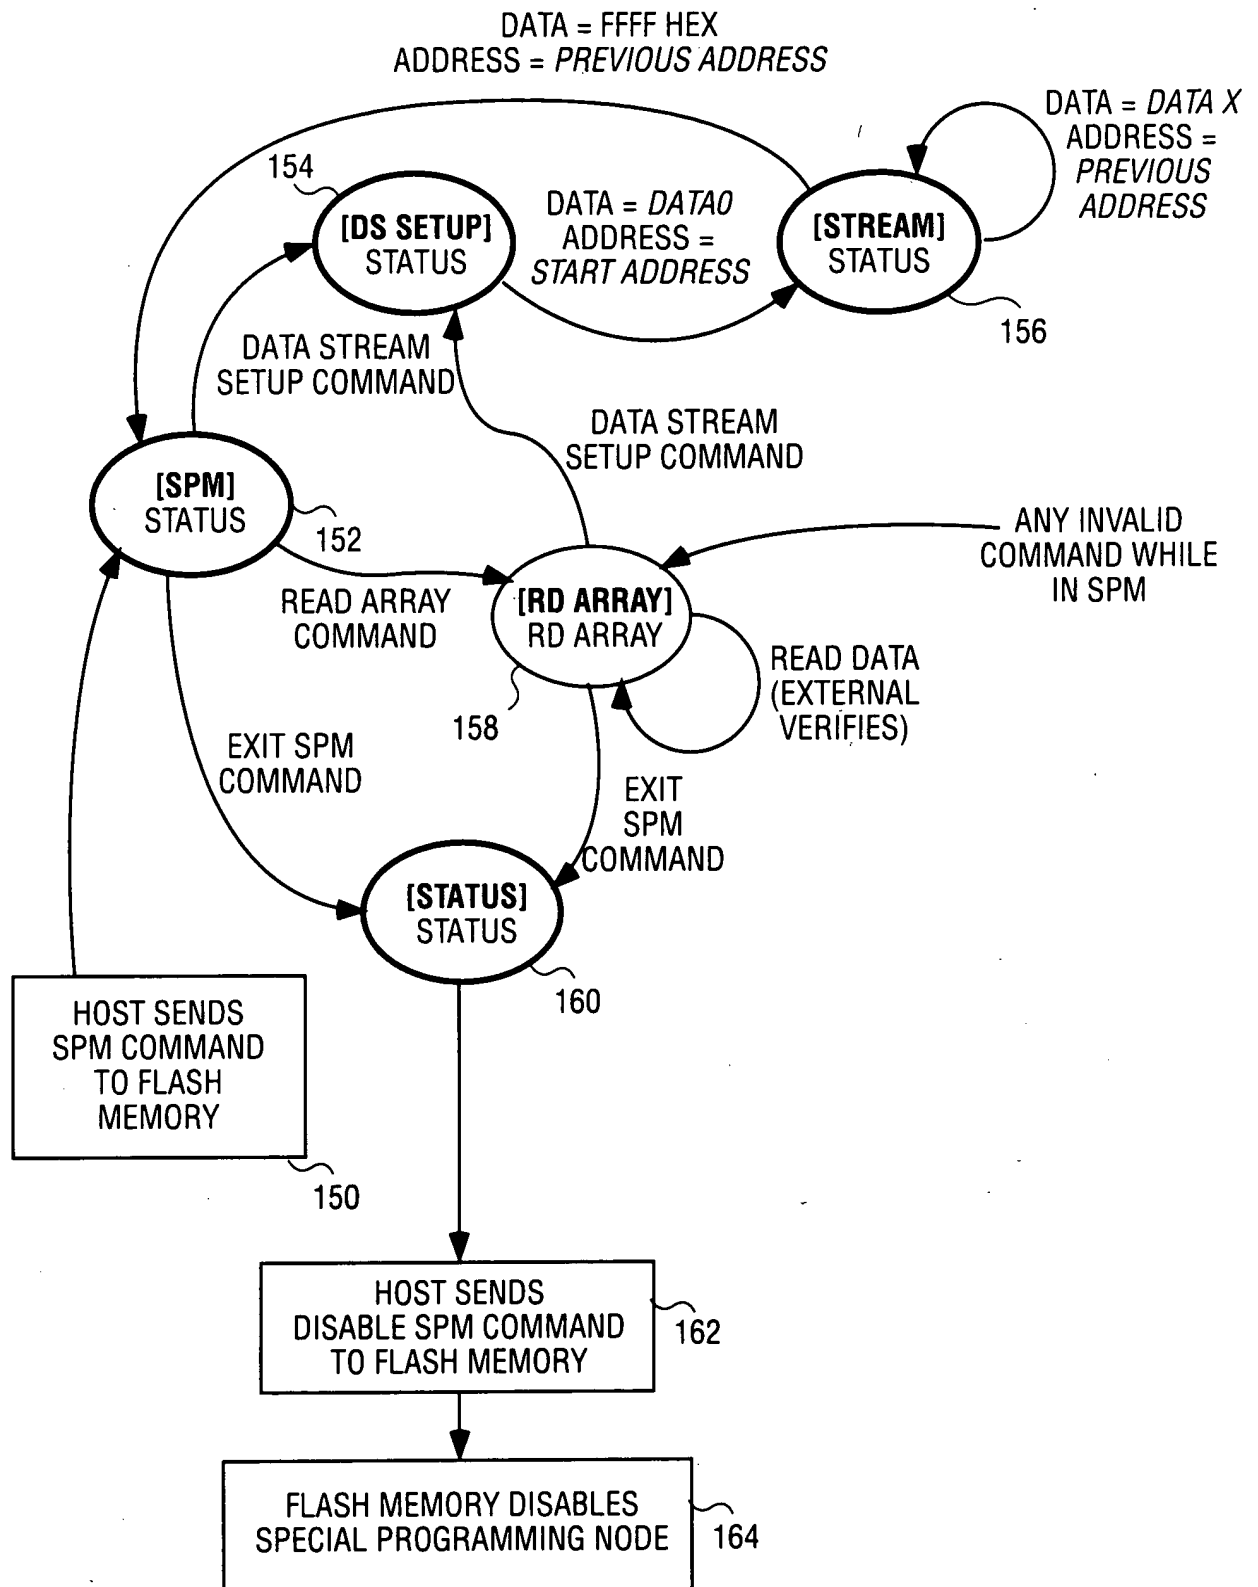 DATA = FFFF HEX
ADDRESS = PREVIOUS ADDRESS
DATA = DATA X
ADDRESS =
PREVIOUS
ADDRESS
154
[DS SETUP]
STATUS
DATA = DATA0
ADDRESS =
START ADDRESS
[STREAM]
STATUS
156
DATA STREAM
SETUP COMMAND
DATA STREAM
SETUP COMMAND
[SPM]
STATUS
152
ANY INVALID
COMMAND WHILE
IN SPM
READ ARRAY
COMMAND
[RD ARRAY]
RD ARRAY
158
READ DATA
(EXTERNAL
VERIFIES)
EXIT SPM
COMMAND
EXIT
SPM
COMMAND
[STATUS]
STATUS
160
HOST SENDS
SPM COMMAND
TO FLASH
MEMORY
150
HOST SENDS
DISABLE SPM COMMAND
TO FLASH MEMORY
162
FLASH MEMORY DISABLES
SPECIAL PROGRAMMING NODE
164